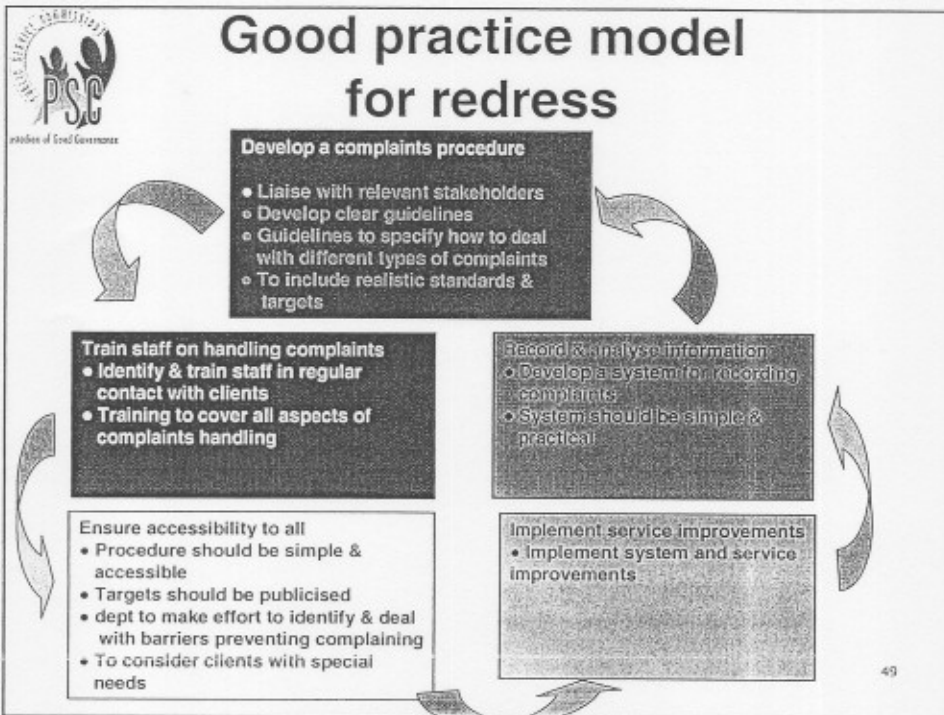 PUBLIC SERVICE COMMISSION
PSC
Custodian of Good Governance
Good practice model
for redress
Develop a complaints procedure
● Liaise with relevant stakeholders
● Develop clear guidelines
● Guidelines to specify how to deal
with different types of complaints
● To include realistic standards &
targets
Train staff on handling complaints
● Identify & train staff in regular
contact with clients
● Training to cover all aspects of
complaints handling
Ensure accessibility to all
● Procedure should be simple &
accessible
● Targets should be publicised
● dept to make effort to identify & deal
with barriers preventing complaining
● To consider clients with special
needs
Implement service improvements
● Implement system and service
improvements
Record & analyse information
● Develop a system for recording
complaints
● System should be simple &
practical
49